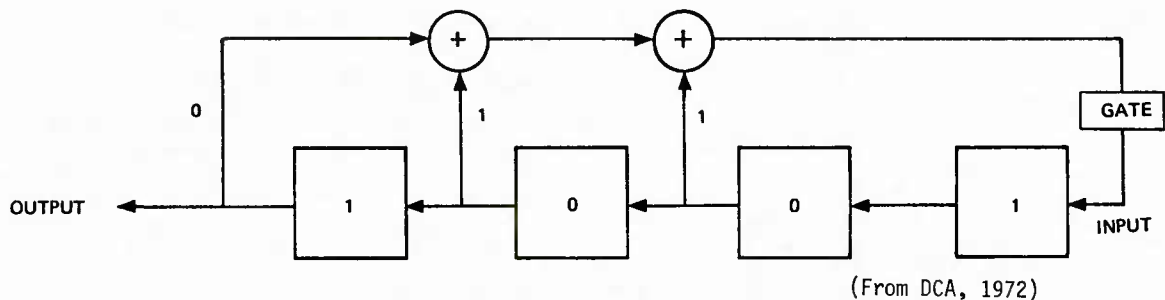 + +
0 1 1 GATE
OUTPUT 1 0 0 1 INPUT
(From DCA, 1972)